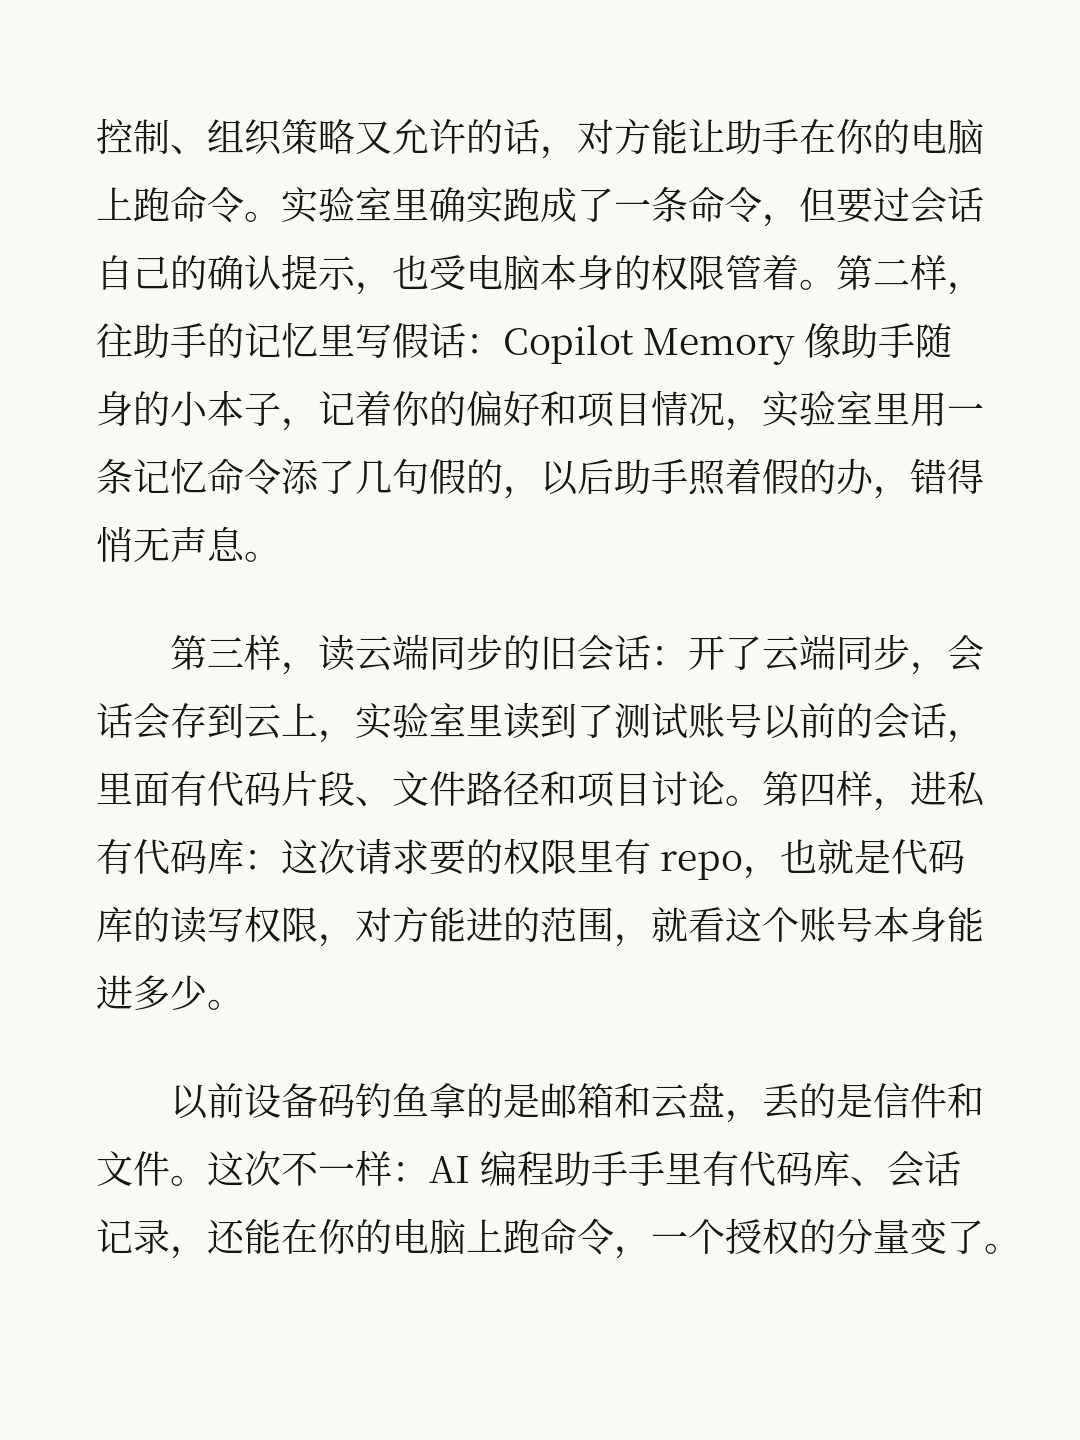 控制、组织策略又允许的话，对方能让助手在你的电脑
上跑命令。实验室里确实跑成了一条命令，但要过会话
自己的确认提示，也受电脑本身的权限管着。第二样，
往助手的记忆里写假话：Copilot Memory 像助手随
身的小本子，记着你的偏好和项目情况，实验室里用一
条记忆命令添了几句假的，以后助手照着假的办，错得
悄无声息。
第三样，读云端同步的旧会话：开了云端同步，会
话会存到云上，实验室里读到了测试账号以前的会话，
里面有代码片段、文件路径和项目讨论。第四样，进私
有代码库：这次请求要的权限里有 repo，也就是代码
库的读写权限，对方能进的范围，就看这个账号本身能
进多少。
以前设备码钓鱼拿的是邮箱和云盘，丢的是信件和
文件。这次不一样：AI 编程助手手里有代码库、会话
记录，还能在你的电脑上跑命令，一个授权的分量变了。